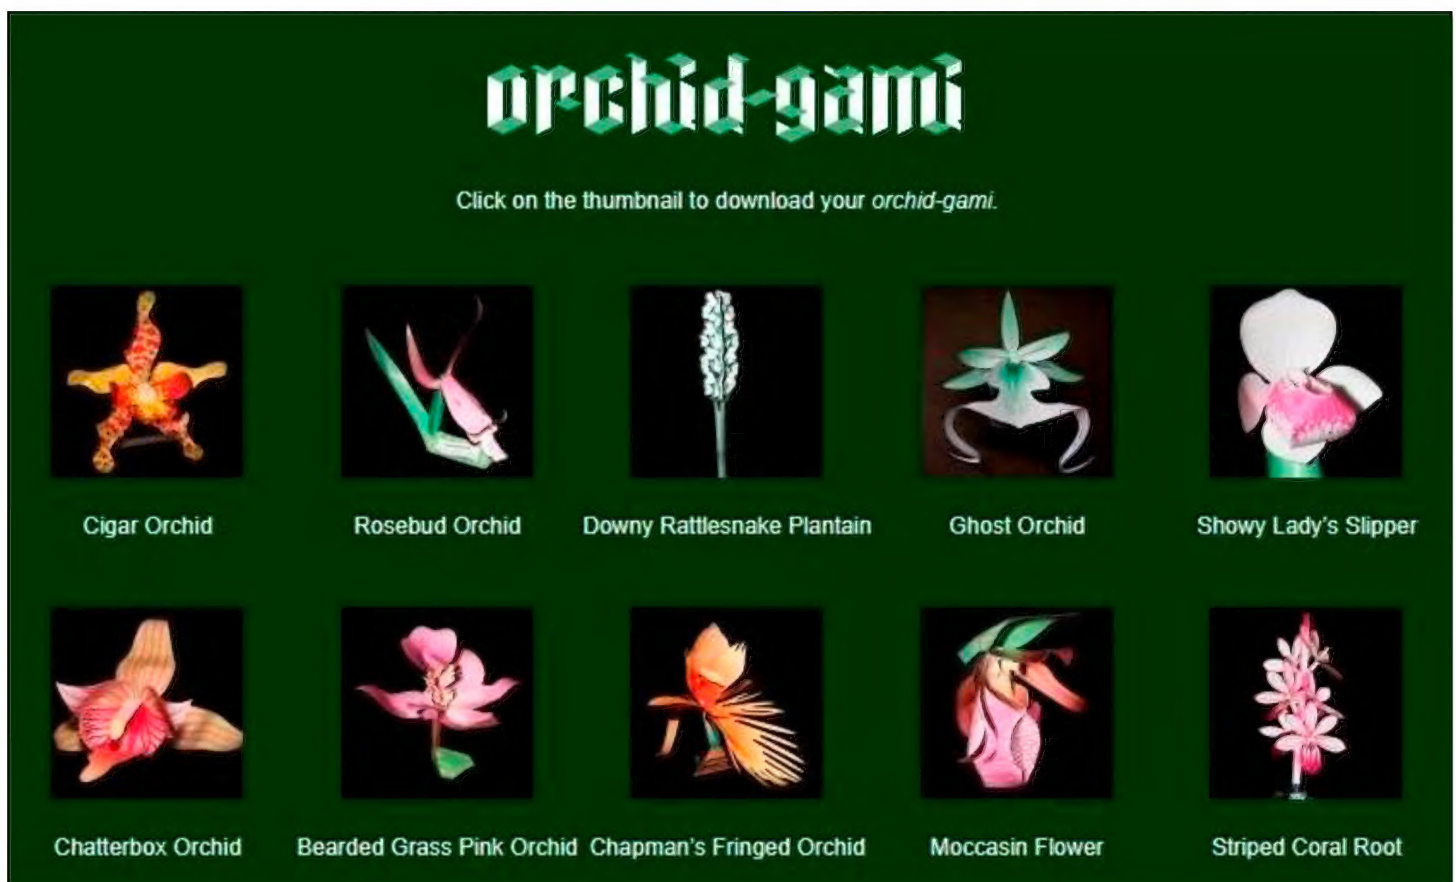 orchid-gami
Click on the thumbnail to download your orchid-gami.
Cigar Orchid
Rosebud Orchid
Downy Rattlesnake Plantain
Ghost Orchid
Showy Lady's Slipper
Chatterbox Orchid
Bearded Grass Pink Orchid
Chapman's Fringed Orchid
Moccasin Flower
Striped Coral Root